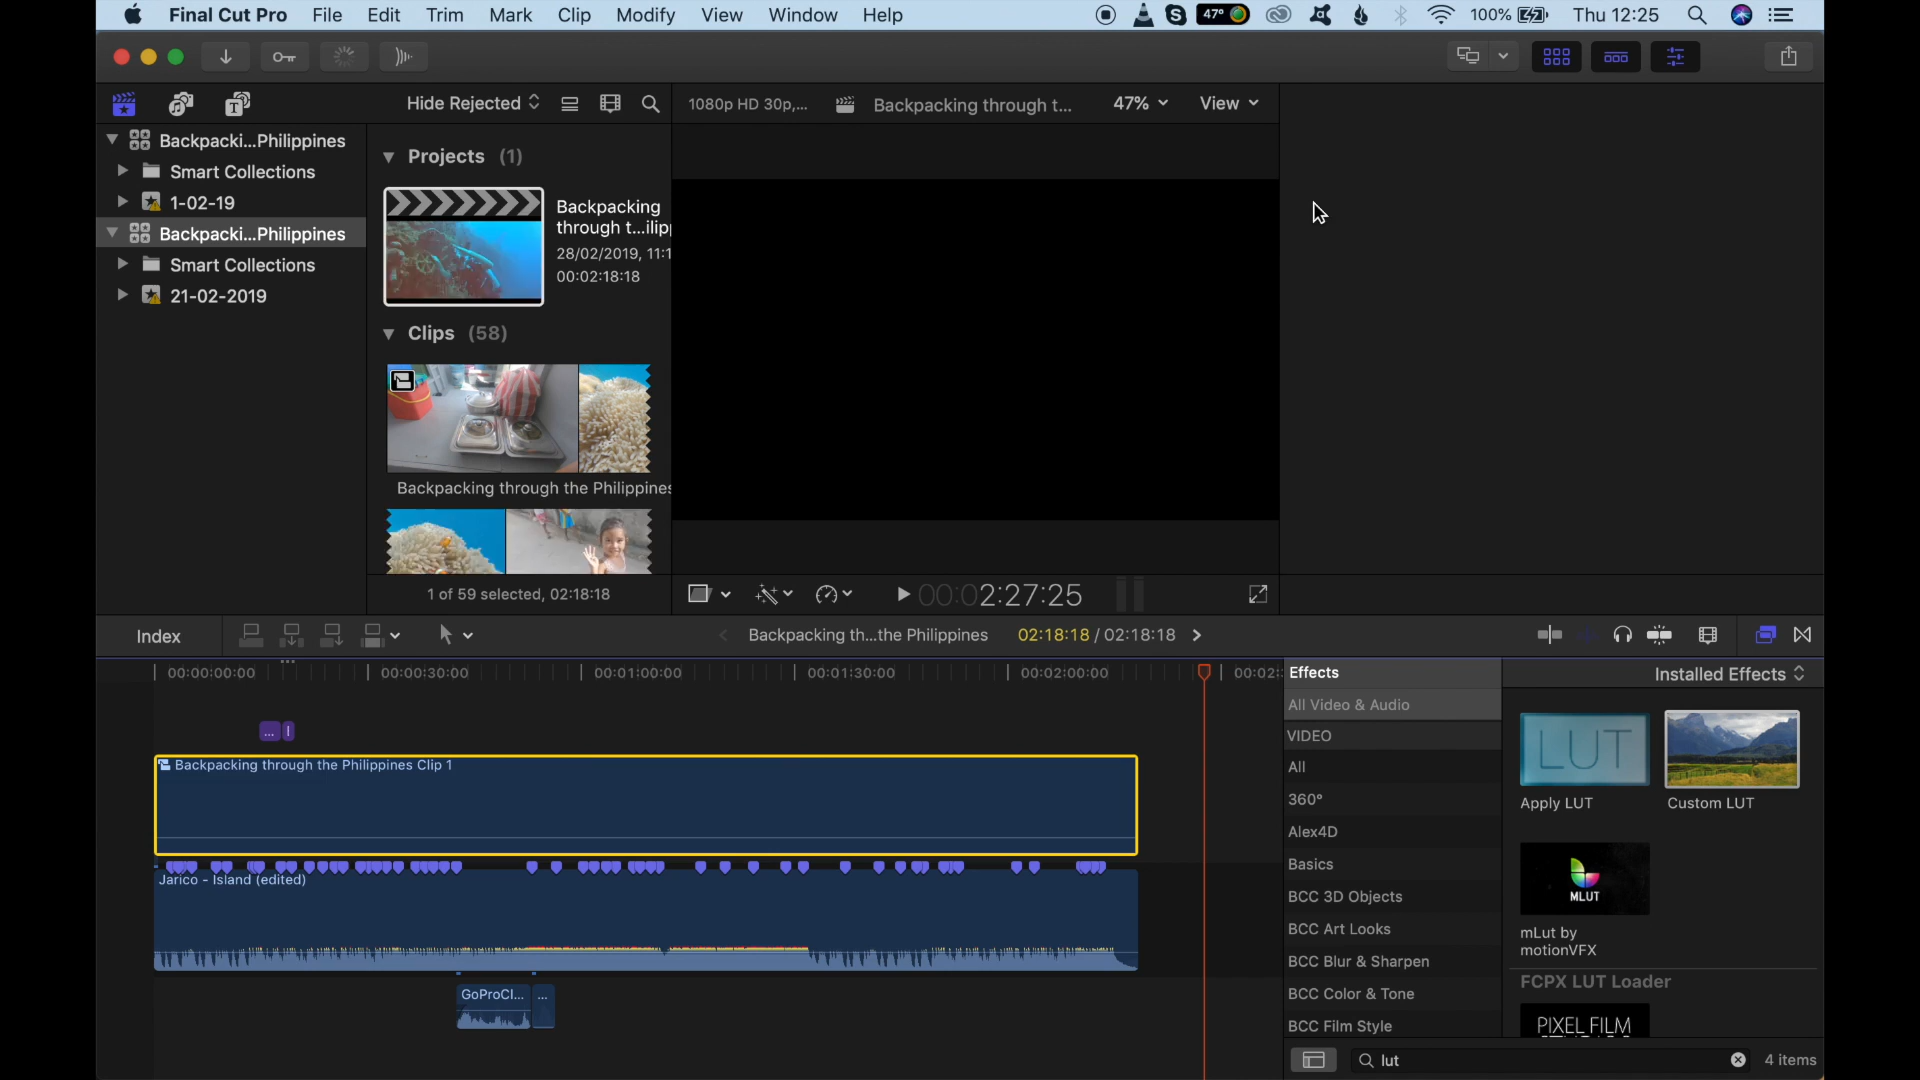 Final Cut Pro File Edit Trim Mark Clip Modify View Window Help 47° 100% Thu 12:25
Hide Rejected 1080p HD 30p,... Backpacking through t... 47% View
Backpacki...Philippines
Smart Collections
1-02-19
Backpacki...Philippines
Smart Collections
21-02-2019
Projects (1)
Backpacking
through t...ilipp
28/02/2019, 11:1
00:02:18:18
Clips (58)
Backpacking through the Philippines
1 of 59 selected, 02:18:18
00:02:27:25
Index
Backpacking th...the Philippines 02:18:18 / 02:18:18
00:00:00:00 00:00:30:00 00:01:00:00 00:01:30:00 00:02:00:00 00:02:
...
Backpacking through the Philippines Clip 1
Jarico - Island (edited)
GoProCl... ...
Effects
All Video & Audio
VIDEO
All
360°
Alex4D
Basics
BCC 3D Objects
BCC Art Looks
BCC Blur & Sharpen
BCC Color & Tone
BCC Film Style
Installed Effects
LUT
Apply LUT
Custom LUT
MLUT
mLut by
motionVFX
FCPX LUT Loader
PIXEL FILM
lut
4 items